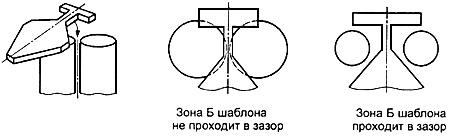 Зона Б шаблона
не проходит в зазор
Зона Б шаблона
проходит в зазор